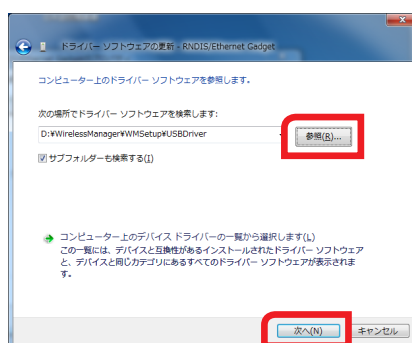 ドライバー ソフトウェアの更新 - RNDIS/Ethernet Gadget
コンピューター上のドライバー ソフトウェアを参照します。
次の場所でドライバー ソフトウェアを検索します:
D:¥WirelessManager¥WMSetup¥USBDriver
参照(R)...
サブフォルダーも検索する(I)
コンピューター上のデバイス ドライバーの一覧から選択します(L)
この一覧には、デバイスと互換性があるインストールされたドライバー ソフトウェア
と、デバイスと同じカテゴリにあるすべてのドライバー ソフトウェアが表示されま
す。
次へ(N)
キャンセル